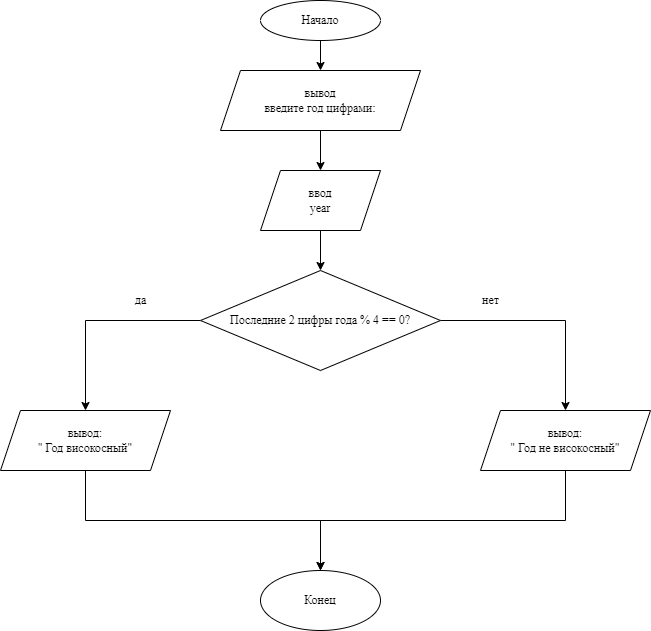 Начало
вывод
введите год цифрами:
ввод
year
да
нет
Последние 2 цифры года % 4 == 0?
вывод:
" Год високосный"
вывод:
" Год не високосный"
Конец